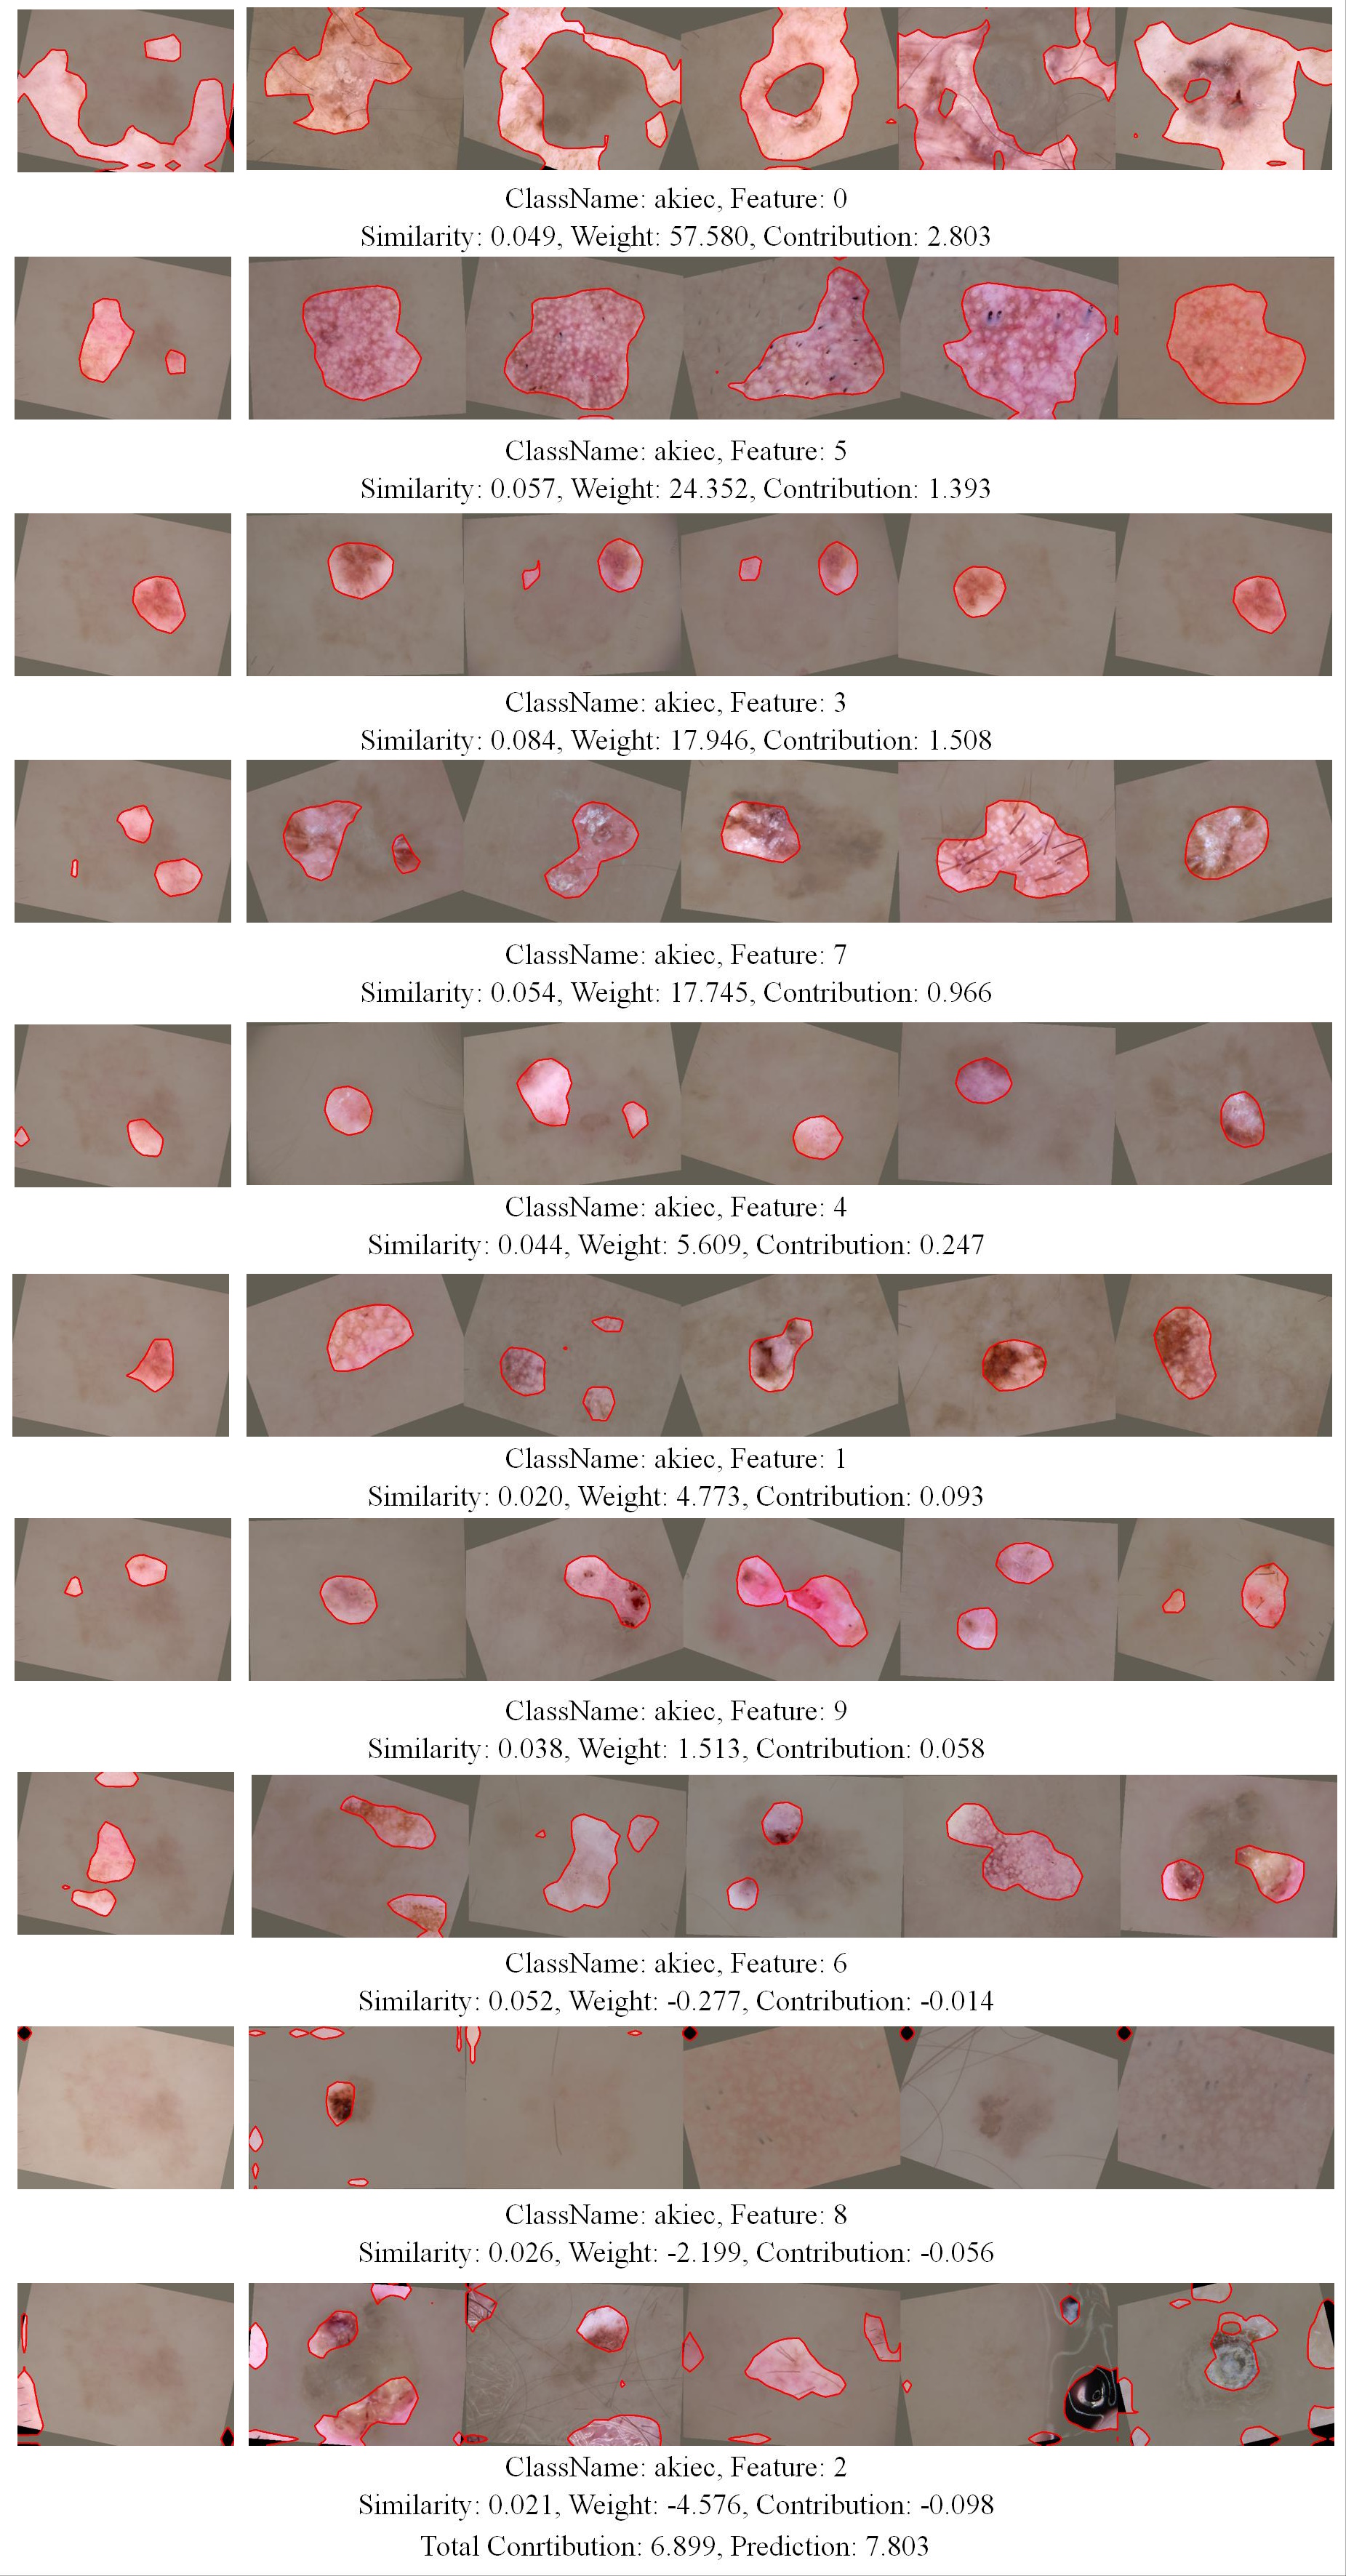 ClassName: akiec, Feature: 0
Similarity: 0.049, Weight: 57.580, Contribution: 2.803
ClassName: akiec, Feature: 5
Similarity: 0.057, Weight: 24.352, Contribution: 1.393
ClassName: akiec, Feature: 3
Similarity: 0.084, Weight: 17.946, Contribution: 1.508
ClassName: akiec, Feature: 7
Similarity: 0.054, Weight: 17.745, Contribution: 0.966
ClassName: akiec, Feature: 4
Similarity: 0.044, Weight: 5.609, Contribution: 0.247
ClassName: akiec, Feature: 1
Similarity: 0.020, Weight: 4.773, Contribution: 0.093
ClassName: akiec, Feature: 9
Similarity: 0.038, Weight: 1.513, Contribution: 0.058
ClassName: akiec, Feature: 6
Similarity: 0.052, Weight: -0.277, Contribution: -0.014
ClassName: akiec, Feature: 8
Similarity: 0.026, Weight: -2.199, Contribution: -0.056
ClassName: akiec, Feature: 2
Similarity: 0.021, Weight: -4.576, Contribution: -0.098
Total Conrtibution: 6.899, Prediction: 7.803